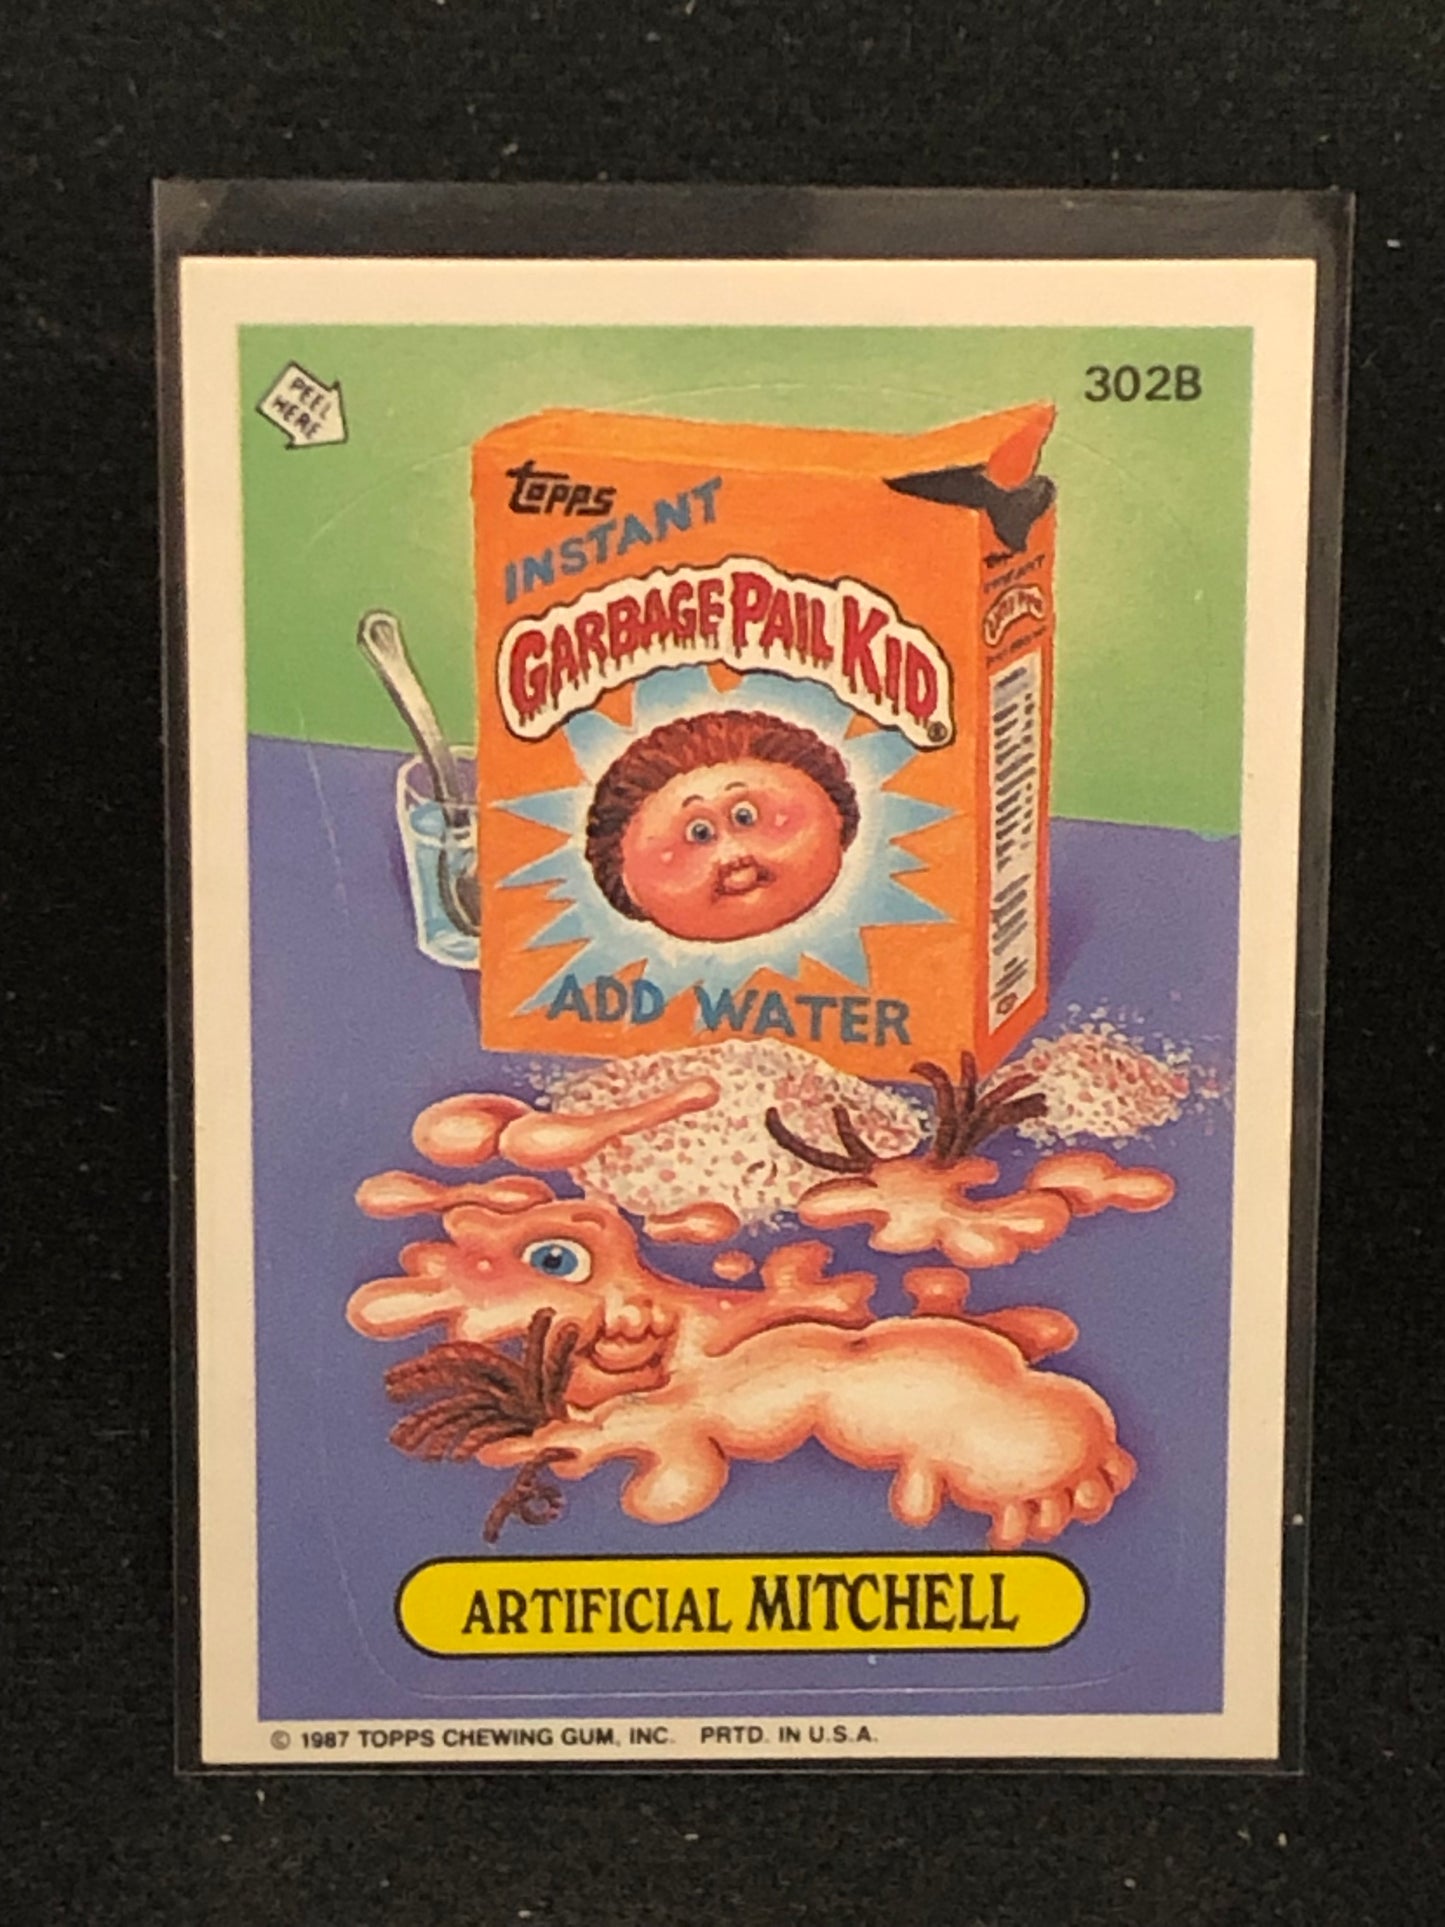 PEEL
HERE
302B
Topps
INSTANT
GARBAGE PAIL KID
®
ADD WATER
ARTIFICIAL MITCHELL
© 1987 TOPPS CHEWING GUM, INC. PRTD. IN U.S.A.